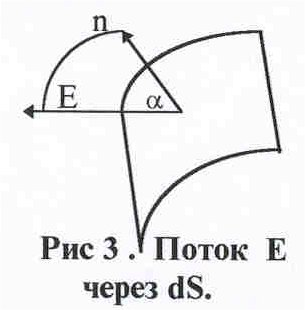 n
E
α
Рис 3 . Поток Е
через dS.